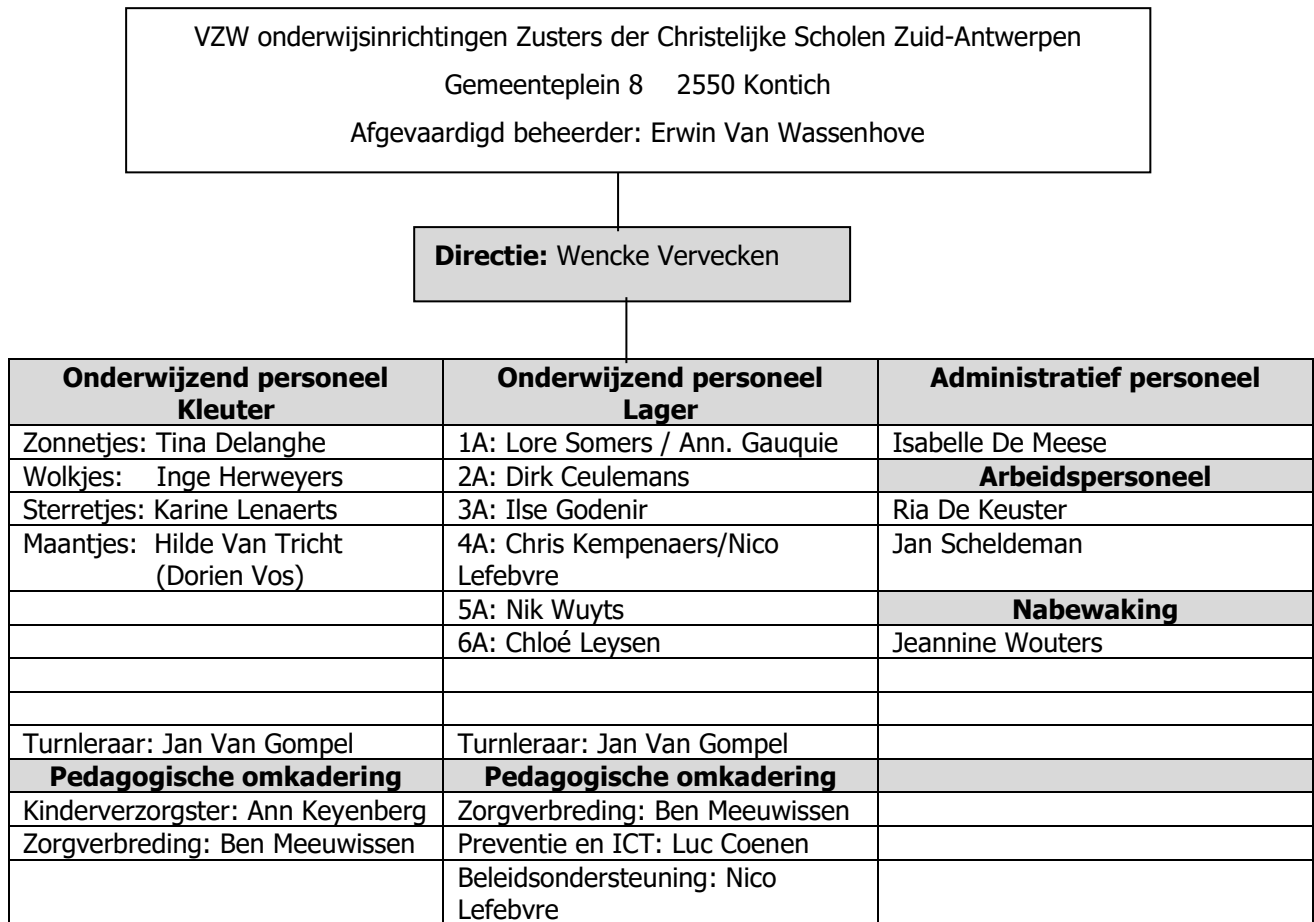 VZW onderwijsinrichtingen Zusters der Christelijke Scholen Zuid-Antwerpen
Gemeenteplein 8 2550 Kontich
Afgevaardigd beheerder: Erwin Van Wassenhove
Directie: Wencke Vervecken
Onderwijzend personeel
Kleuter
Onderwijzend personeel
Lager
Administratief personeel
Zonnetjes: Tina Delanghe
1A: Lore Somers / Ann. Gauquie
Isabelle De Meese
Wolkjes: Inge Herweyers
2A: Dirk Ceulemans
Arbeidspersoneel
Sterretjes: Karine Lenaerts
3A: Ilse Godenir
Ria De Keuster
Maantjes: Hilde Van Tricht
(Dorien Vos)
4A: Chris Kempenaers/Nico
Lefebvre
Jan Scheldeman
5A: Nik Wuyts
Nabewaking
6A: Chloé Leysen
Jeannine Wouters
Turnleraar: Jan Van Gompel
Turnleraar: Jan Van Gompel
Pedagogische omkadering
Pedagogische omkadering
Kinderverzorgster: Ann Keyenberg
Zorgverbreding: Ben Meeuwissen
Zorgverbreding: Ben Meeuwissen
Preventie en ICT: Luc Coenen
Beleidsondersteuning: Nico
Lefebvre